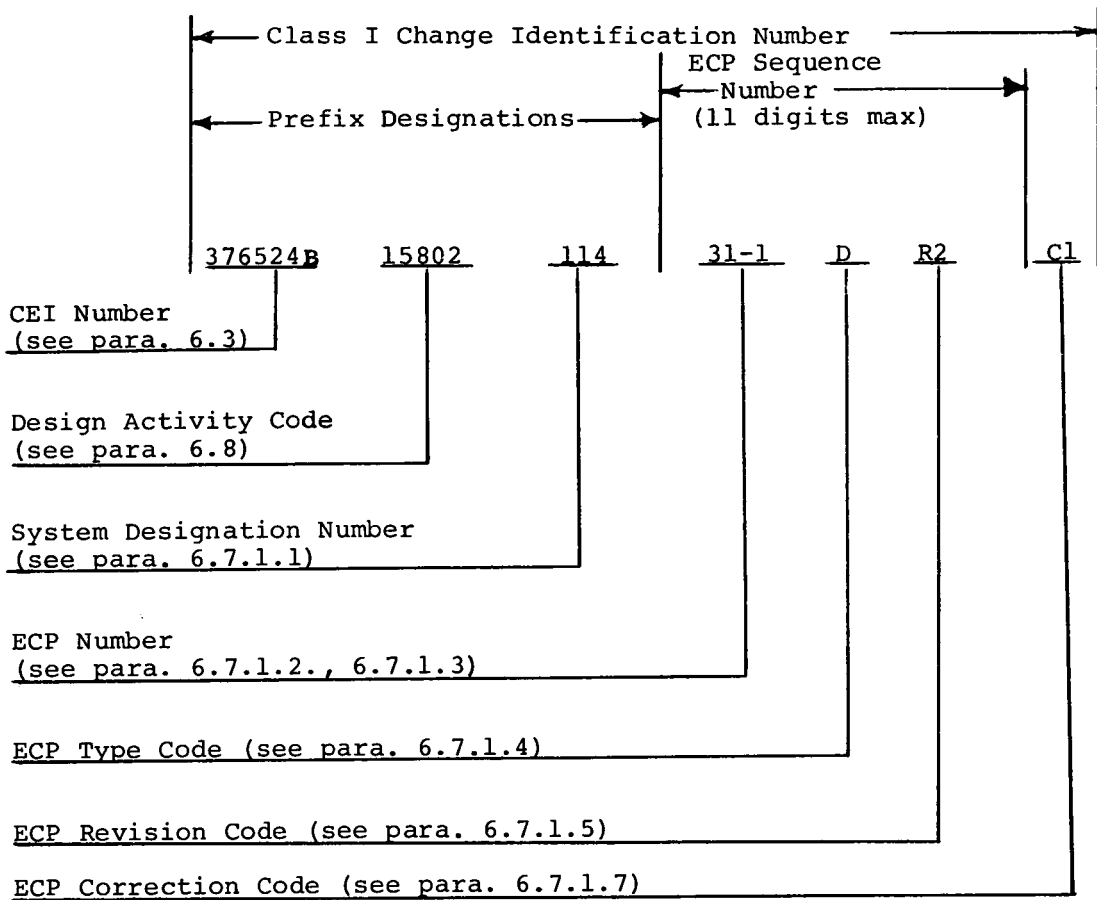 Class I Change Identification Number
ECP Sequence
Number
(11 digits max)
Prefix Designations
376524B 15802 114 31-1 D R2 C1
CEI Number
(see para. 6.3)
Design Activity Code
(see para. 6.8)
System Designation Number
(see para. 6.7.1.1)
ECP Number
(see para. 6.7.1.2., 6.7.1.3)
ECP Type Code (see para. 6.7.1.4)
ECP Revision Code (see para. 6.7.1.5)
ECP Correction Code (see para. 6.7.1.7)